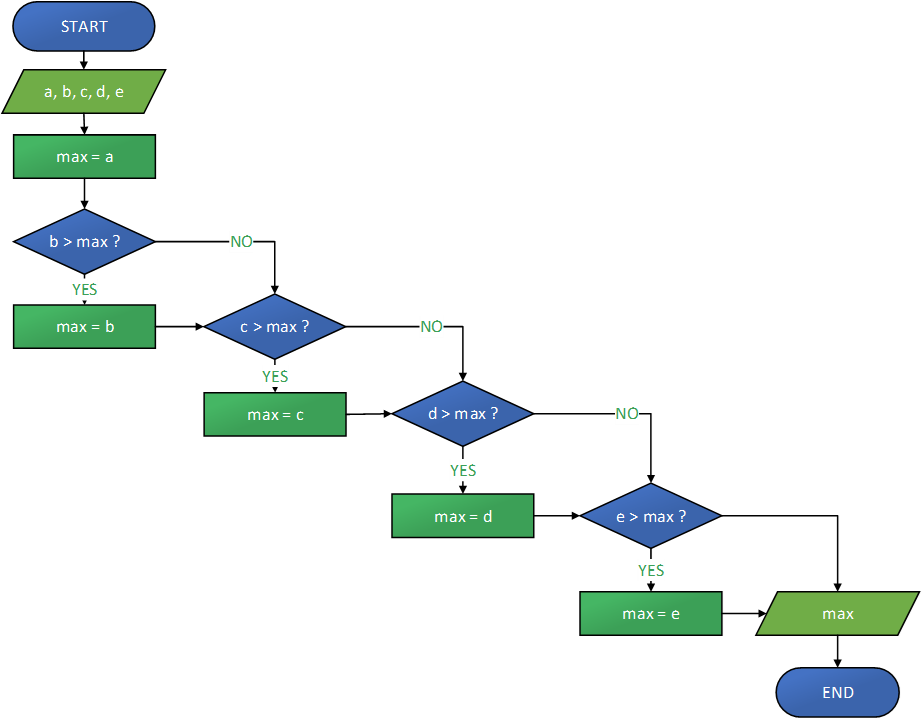 START
a, b, c, d, e
max = a
b > max ?
NO
YES
max = b
c > max ?
NO
YES
max = c
d > max ?
NO
YES
max = d
e > max ?
YES
max = e
max
END